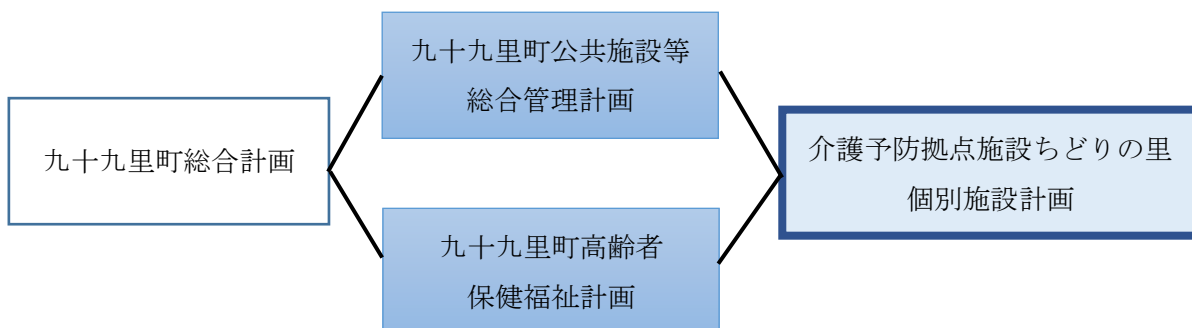 九十九里町総合計画
九十九里町公共施設等
総合管理計画
九十九里町高齢者
保健福祉計画
介護予防拠点施設ちどりの里
個別施設計画